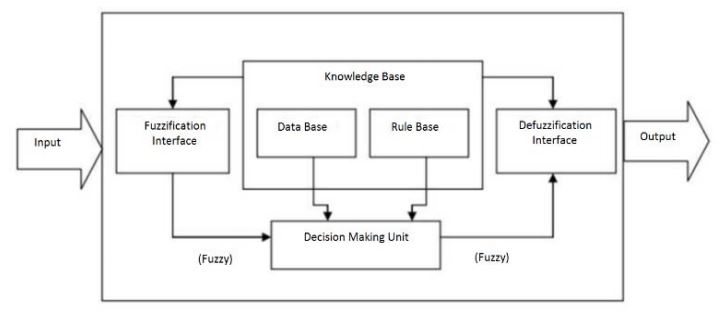 Knowledge Base
Input
Fuzzification
Interface
Data Base
Rule Base
Defuzzification
Interface
Output
Decision Making Unit
(Fuzzy)
(Fuzzy)